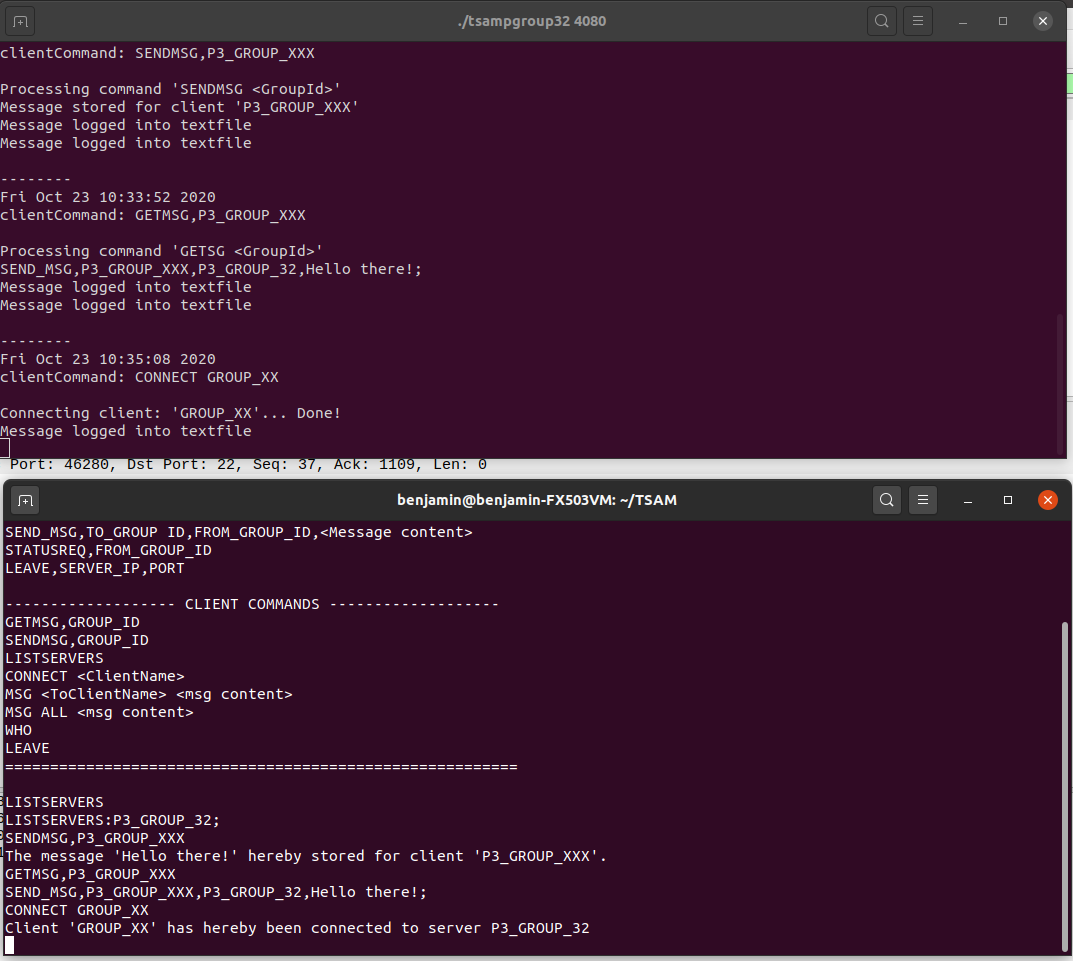 ./tsampgroup32 4080
clientCommand: SENDMSG,P3_GROUP_XXX
Processing command 'SENDMSG <GroupId>'
Message stored for client 'P3_GROUP_XXX'
Message logged into textfile
Message logged into textfile
--------
Fri Oct 23 10:33:52 2020
clientCommand: GETMSG,P3_GROUP_XXX
Processing command 'GETSG <GroupId>'
SEND_MSG,P3_GROUP_XXX,P3_GROUP_32,Hello there!;
Message logged into textfile
Message logged into textfile
--------
Fri Oct 23 10:35:08 2020
clientCommand: CONNECT GROUP_XX
Connecting client: 'GROUP_XX'... Done!
Message logged into textfile
Port: 46280, Dst Port: 22, Seq: 37, Ack: 1109, Len: 0
benjamin@benjamin-FX503VM: ~/TSAM
SEND_MSG,TO_GROUP ID,FROM_GROUP_ID,<Message content>
STATUSREQ,FROM_GROUP_ID
LEAVE,SERVER_IP,PORT
------------------- CLIENT COMMANDS -------------------
GETMSG,GROUP_ID
SENDMSG,GROUP_ID
LISTSERVERS
CONNECT <ClientName>
MSG <ToClientName> <msg content>
MSG ALL <msg content>
WHO
LEAVE
=========================================================
LISTSERVERS
LISTSERVERS:P3_GROUP_32;
SENDMSG,P3_GROUP_XXX
The message 'Hello there!' hereby stored for client 'P3_GROUP_XXX'.
GETMSG,P3_GROUP_XXX
SEND_MSG,P3_GROUP_XXX,P3_GROUP_32,Hello there!;
CONNECT GROUP_XX
Client 'GROUP_XX' has hereby been connected to server P3_GROUP_32